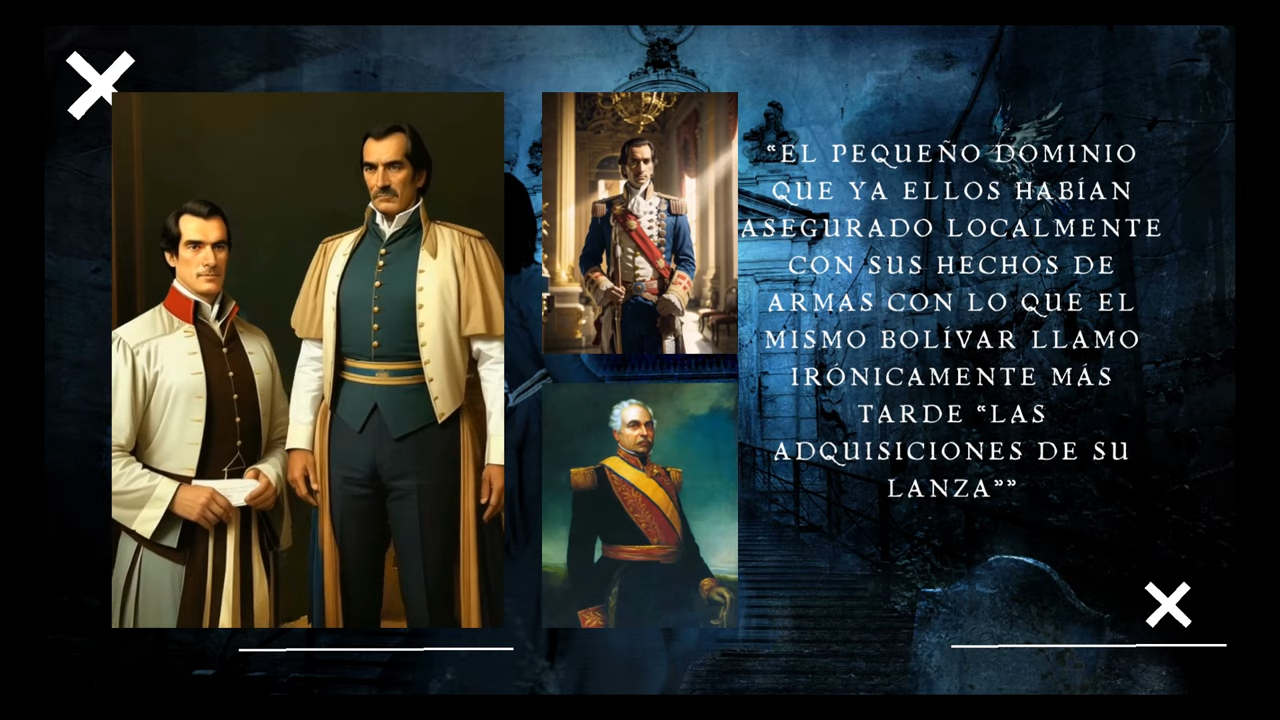 “EL PEQUEÑO DOMINIO
QUE YA ELLOS HABÍAN
ASEGURADO LOCALMENTE
CON SUS HECHOS DE
ARMAS CON LO QUE EL
MISMO BOLÍVAR LLAMO
IRÓNICAMENTE MÁS
TARDE “LAS
ADQUISICIONES DE SU
LANZA””